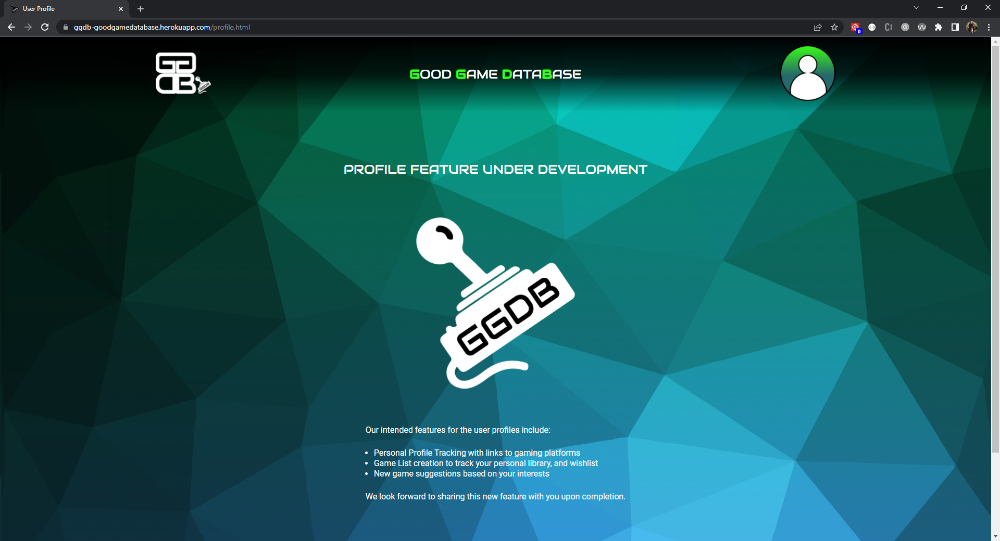 User Profile
ggdb-goodgamedatabase.herokuapp.com/profile.html
0
GG
DB GGDB
GOOD GAME DATABASE
PROFILE FEATURE UNDER DEVELOPMENT
GGDB
Our intended features for the user profiles include:
• Personal Profile Tracking with links to gaming platforms
• Game List creation to track your personal library, and wishlist
• New game suggestions based on your interests
We look forward to sharing this new feature with you upon completion.